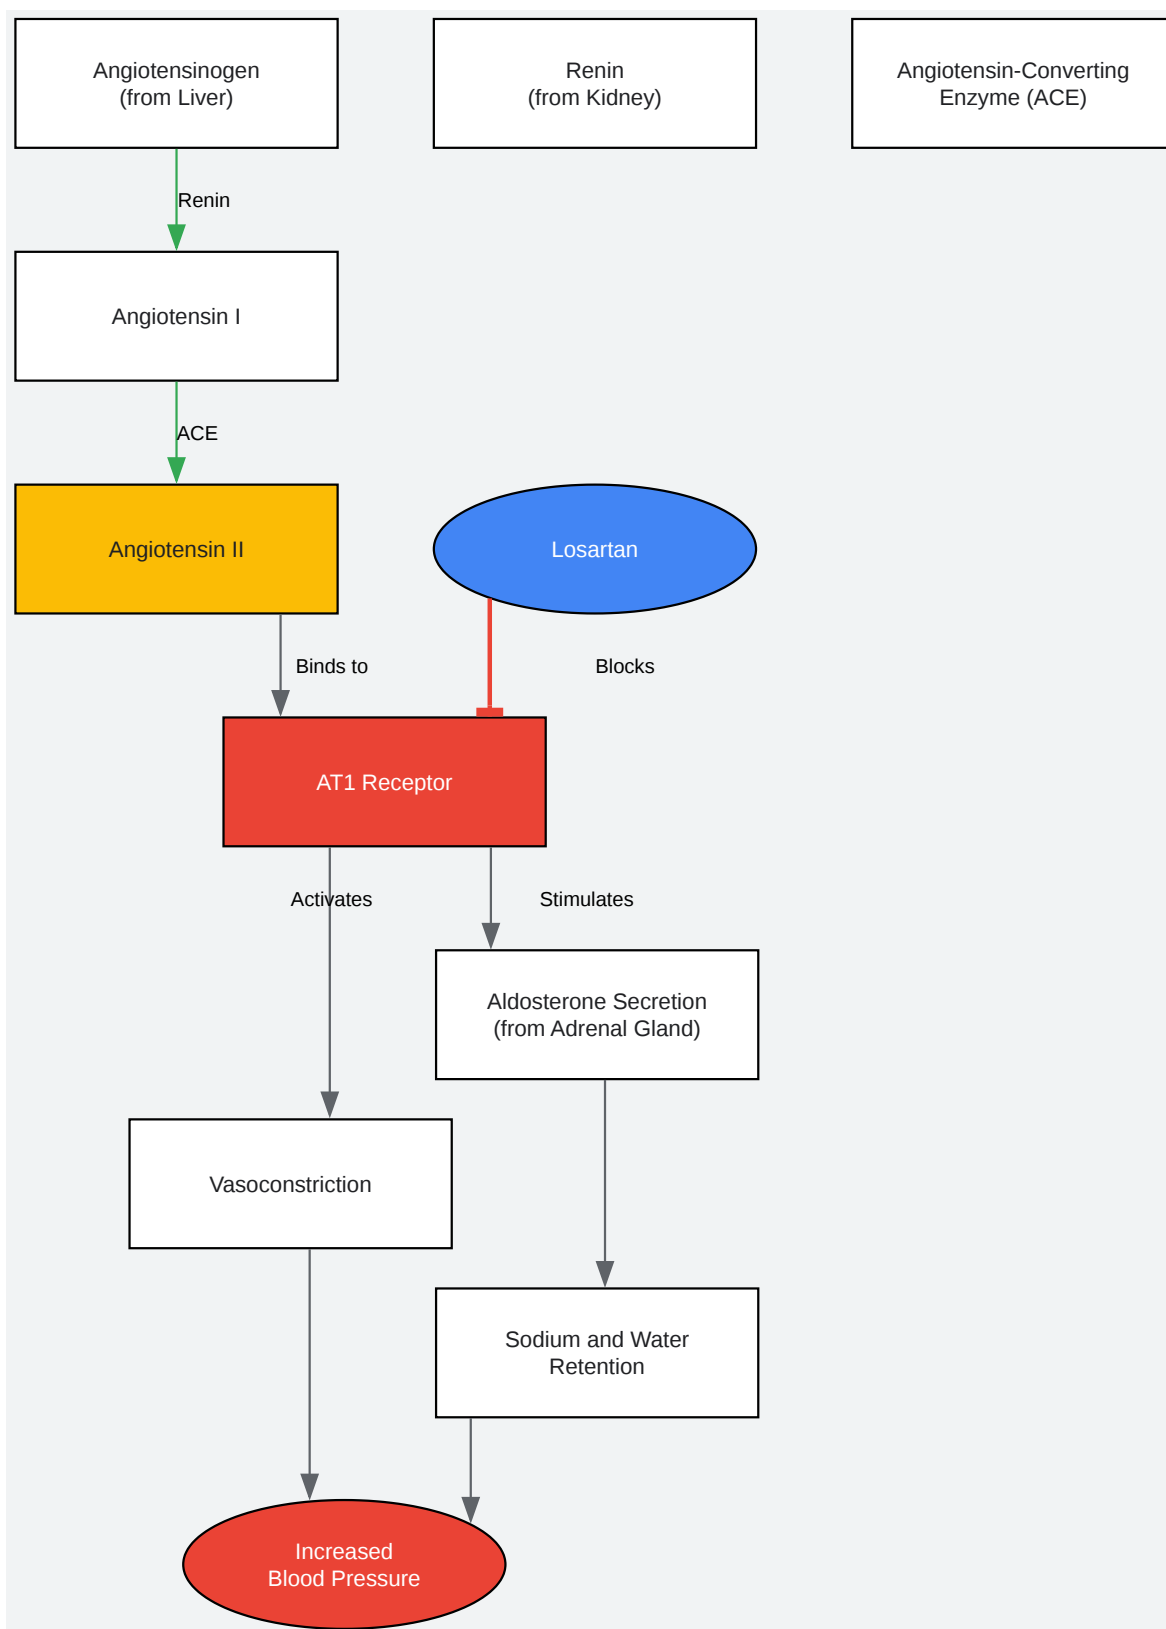 Angiotensinogen
(from Liver)
Renin
(from Kidney)
Angiotensin-Converting
Enzyme (ACE)
Renin
Angiotensin I
ACE
Angiotensin II
Losartan
Binds to
Blocks
AT1 Receptor
Activates
Stimulates
Aldosterone Secretion
(from Adrenal Gland)
Vasoconstriction
Sodium and Water
Retention
Increased
Blood Pressure